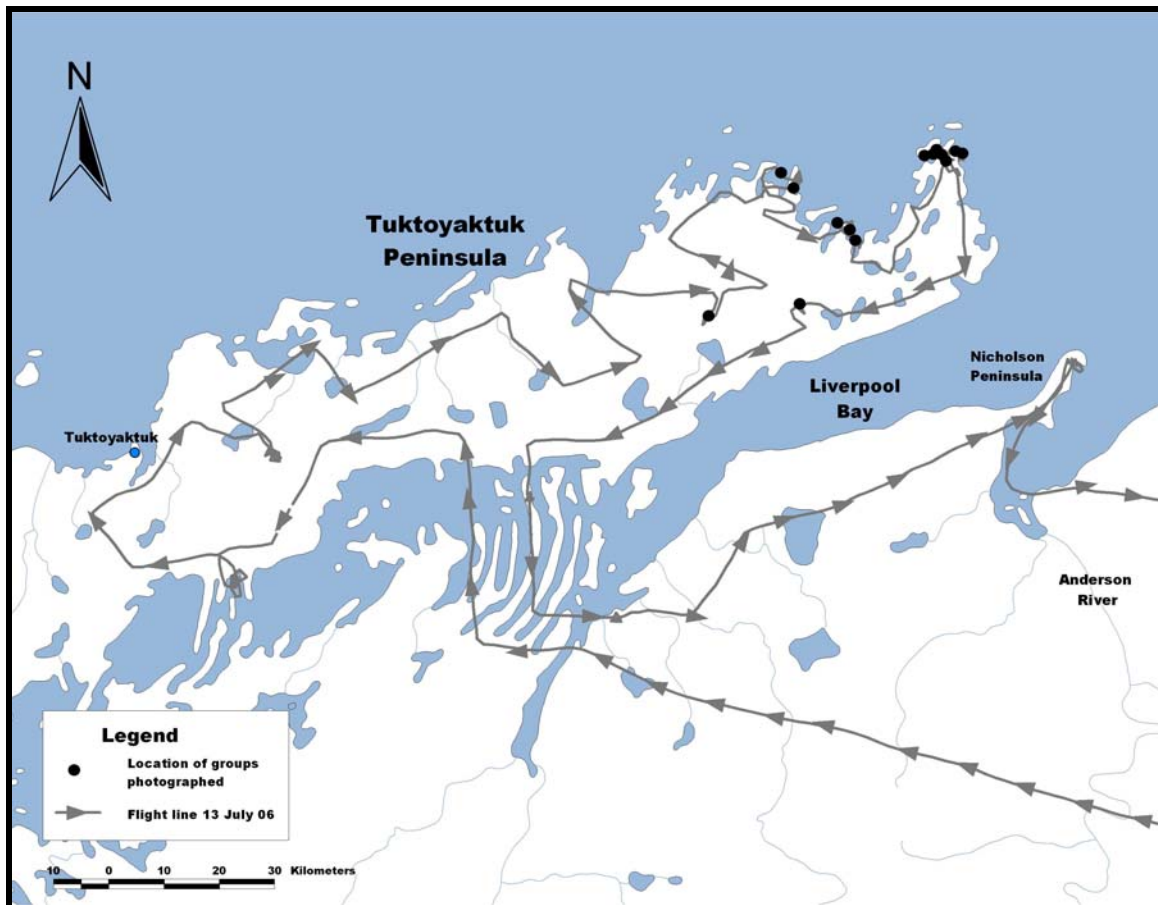 N
Tuktoyaktuk
Peninsula
Nicholson
Peninsula
Liverpool
Bay
Tuktoyaktuk
Anderson
River
Legend
Location of groups
photographed
Flight line 13 July 06
10 0 10 20 30 Kilometers